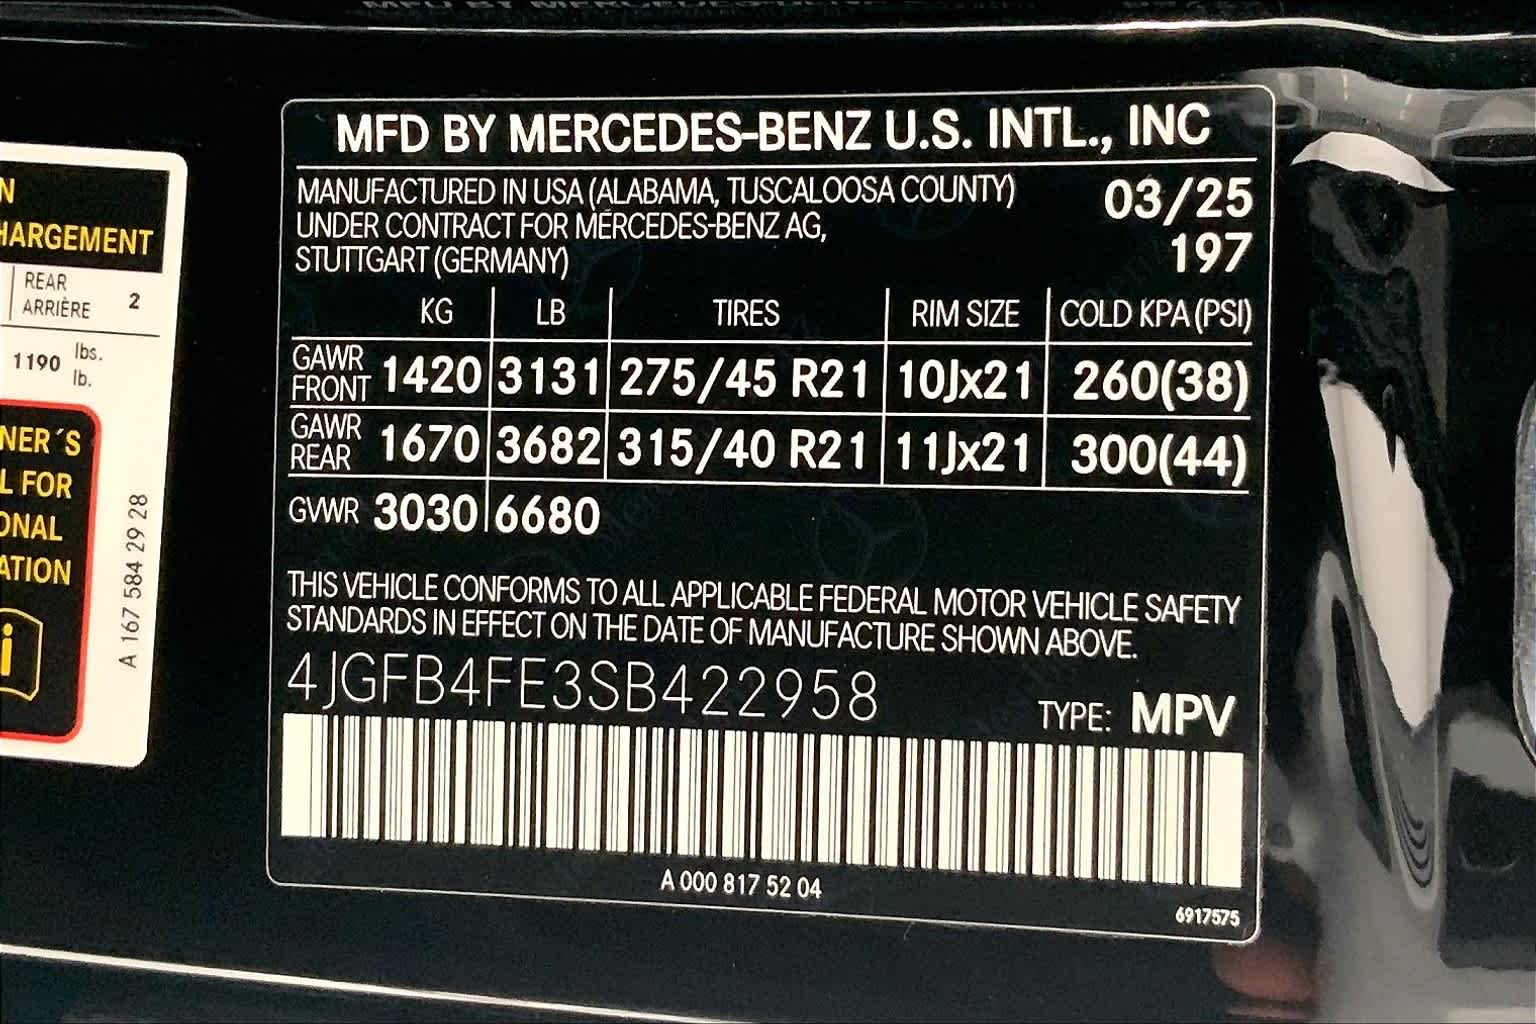 N
HARGEMENT
REAR
ARRIÈRE 2
1190 lbs.
lb.
NER´S
L FOR
ONAL
ATION
i
A 167 584 29 28
MFD BY MERCEDES-BENZ U.S. INTL., INC
MANUFACTURED IN USA (ALABAMA, TUSCALOOSA COUNTY) 03/25
UNDER CONTRACT FOR MERCEDES-BENZ AG, 197
STUTTGART (GERMANY)
KG LB TIRES RIM SIZE COLD KPA (PSI)
GAWR FRONT 1420 3131 275/45 R21 10Jx21 260(38)
GAWR REAR 1670 3682 315/40 R21 11Jx21 300(44)
GVWR 3030 6680
THIS VEHICLE CONFORMS TO ALL APPLICABLE FEDERAL MOTOR VEHICLE SAFETY
STANDARDS IN EFFECT ON THE DATE OF MANUFACTURE SHOWN ABOVE.
4JGFB4FE3SB422958
TYPE: MPV
A 000 817 52 04
6917575